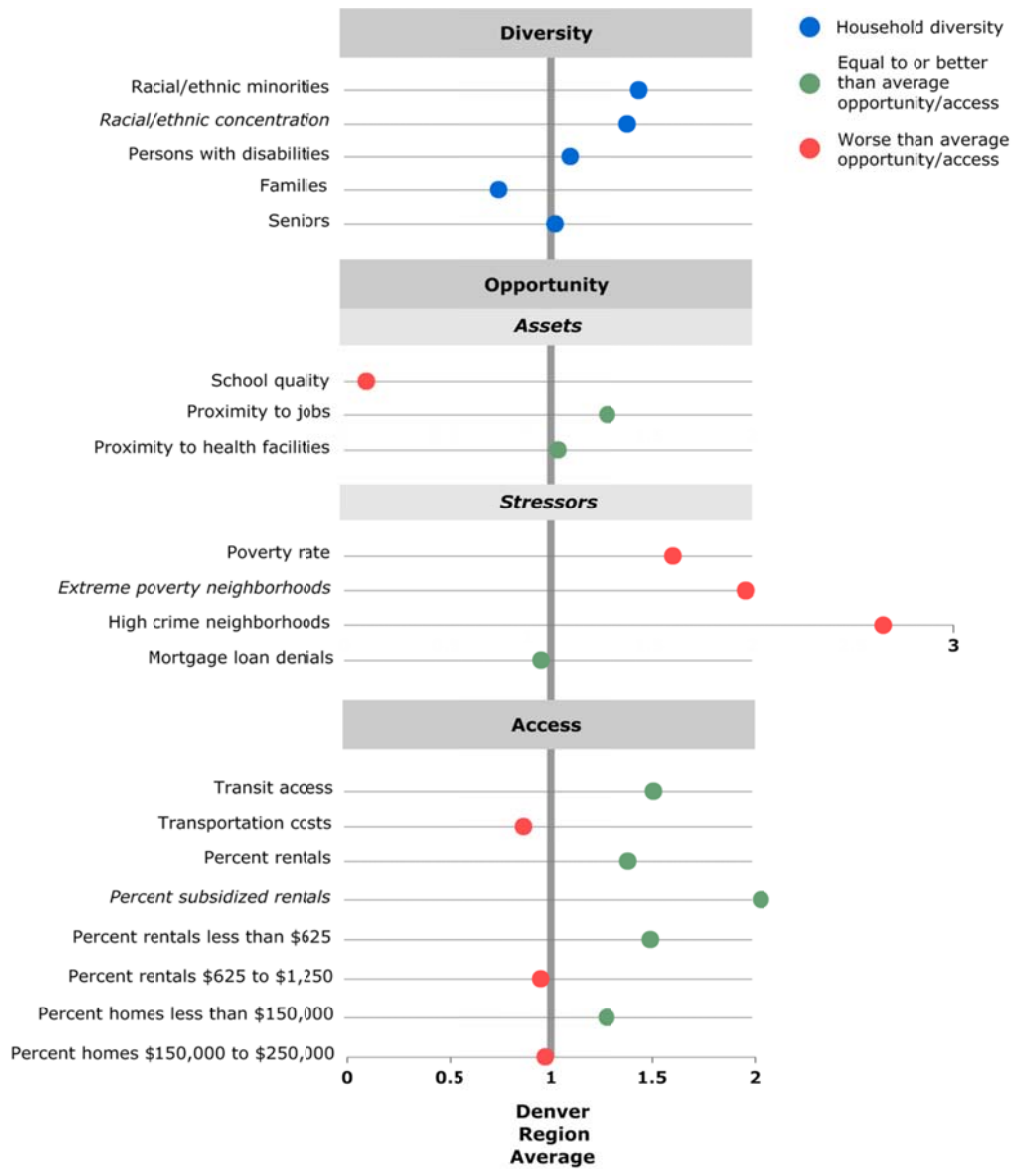 Diversity
Household diversity
Equal to or better
than average
opportunity/access
Worse than average
opportunity/access
Racial/ethnic minorities
Racial/ethnic concentration
Persons with disabilities
Families
Seniors
Opportunity
Assets
School quality
Proximity to jobs
Proximity to health facilities
Stressors
Poverty rate
Extreme poverty neighborhoods
High crime neighborhoods
3
Mortgage loan denials
Access
Transit access
Transportation costs
Percent rentals
Percent subsidized rentals
Percent rentals less than $625
Percent rentals $625 to $1,250
Percent homes less than $150,000
Percent homes $150,000 to $250,000
0 0.5 1 1.5 2
Denver
Region
Average